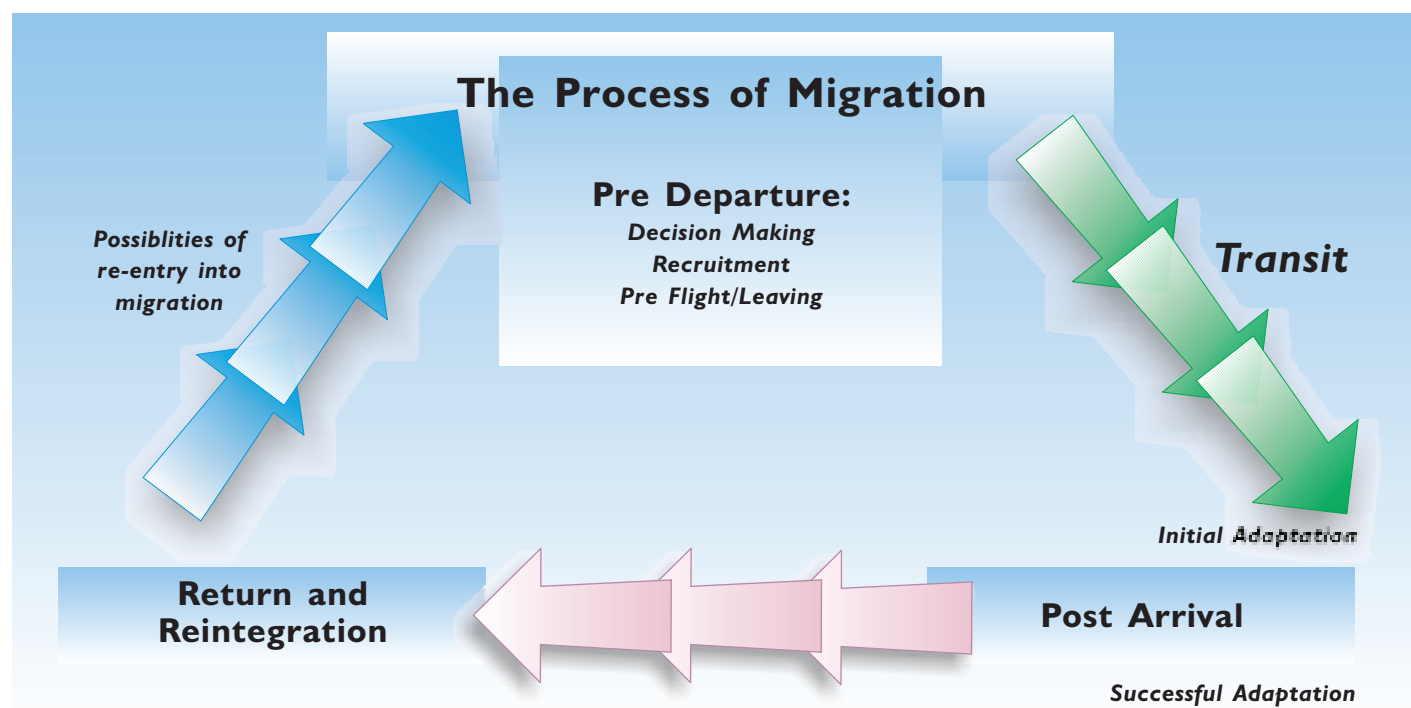 The Process of Migration
Pre Departure:
Decision Making
Recruitment
Pre Flight/Leaving
Transit
Initial Adaptation
Post Arrival
Successful Adaptation
Return and
Reintegration
Possiblities of
re-entry into
migration